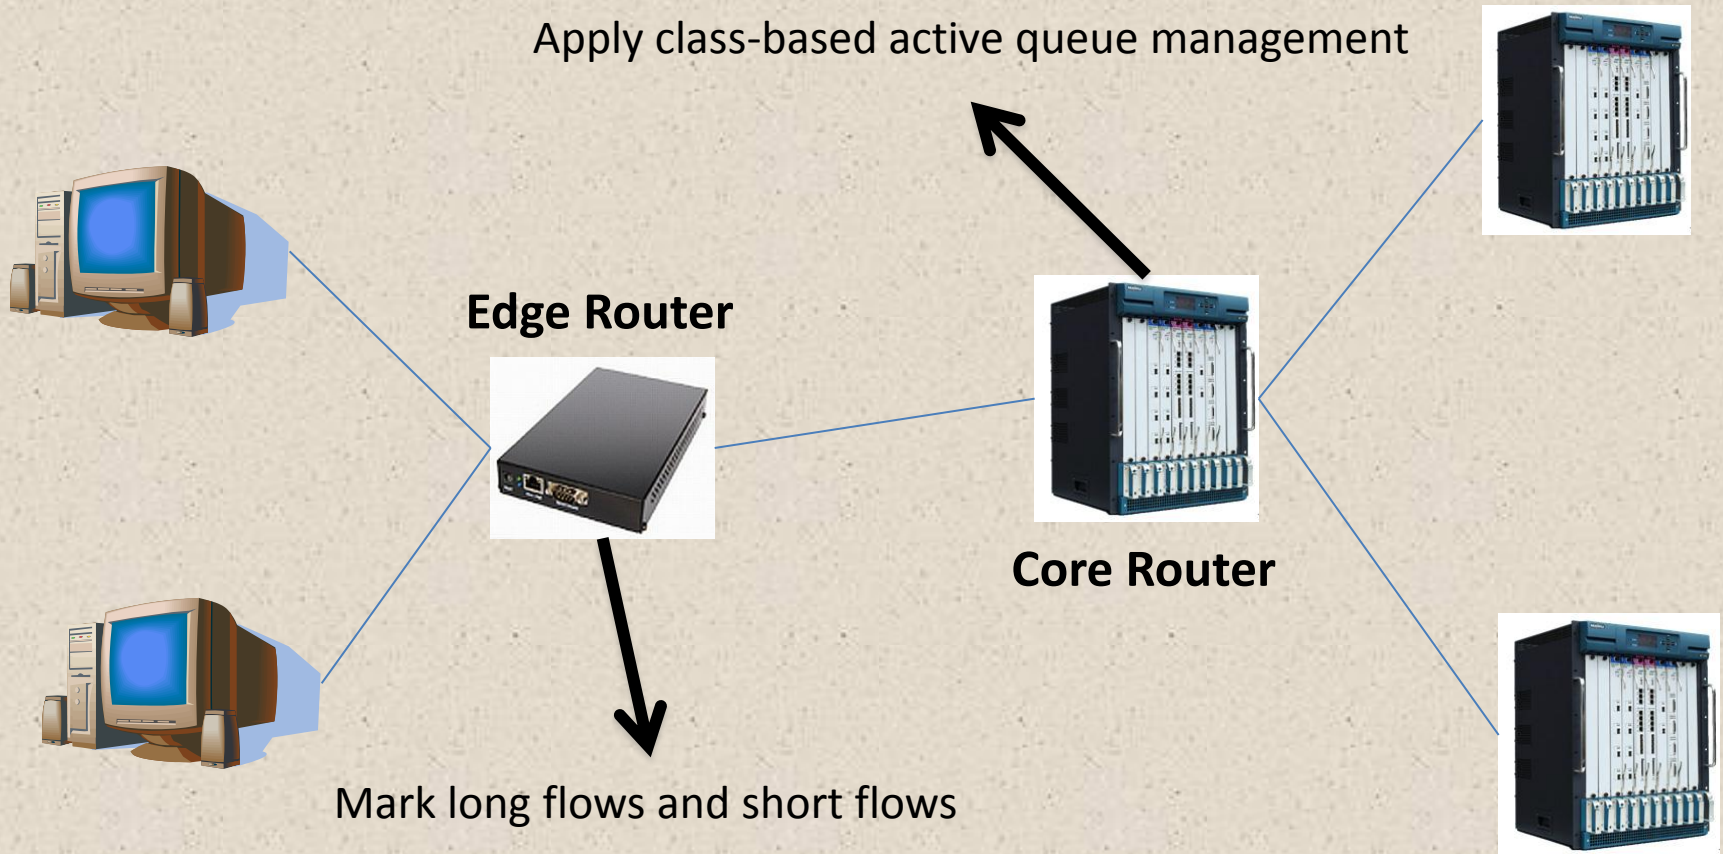 Apply class-based active queue management
Edge Router
Core Router
Mark long flows and short flows